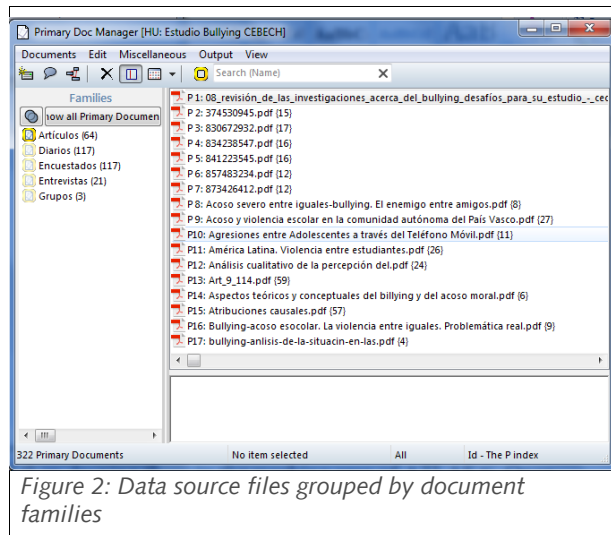 Primary Doc Manager [HU: Estudio Bullying CEBECH]
Documents Edit Miscellaneous Output View
Search (Name)
Families
how all Primary Documen
Artículos (64)
Diarios (117)
Encuestados (117)
Entrevistas (21)
Grupos (3)
P 1: 08_revisión_de_las_investigaciones_acerca_del_bullying_desafíos_para_su_estudio_-_cec
P 2: 374530945.pdf {15}
P 3: 830672932.pdf {17}
P 4: 834238547.pdf {16}
P 5: 841223545.pdf {16}
P 6: 857483234.pdf {12}
P 7: 873426412.pdf {12}
P 8: Acoso severo entre iguales-bullying. El enemigo entre amigos.pdf {8}
P 9: Acoso y violencia escolar en la comunidad autónoma del País Vasco.pdf {27}
P10: Agresiones entre Adolescentes a través del Teléfono Móvil.pdf {11}
P11: América Latina. Violencia entre estudiantes.pdf {26}
P12: Análisis cualitativo de la percepción del.pdf {24}
P13: Art_9_114.pdf {59}
P14: Aspectos teóricos y conceptuales del billying y del acoso moral.pdf {6}
P15: Atribuciones causales.pdf {57}
P16: Bullying-acoso esocolar. La violencia entre iguales. Problemática real.pdf {9}
P17: bullying-anlisis-de-la-situacin-en-las.pdf {4}
322 Primary Documents No item selected All Id - The P index
Figure 2: Data source files grouped by document
families